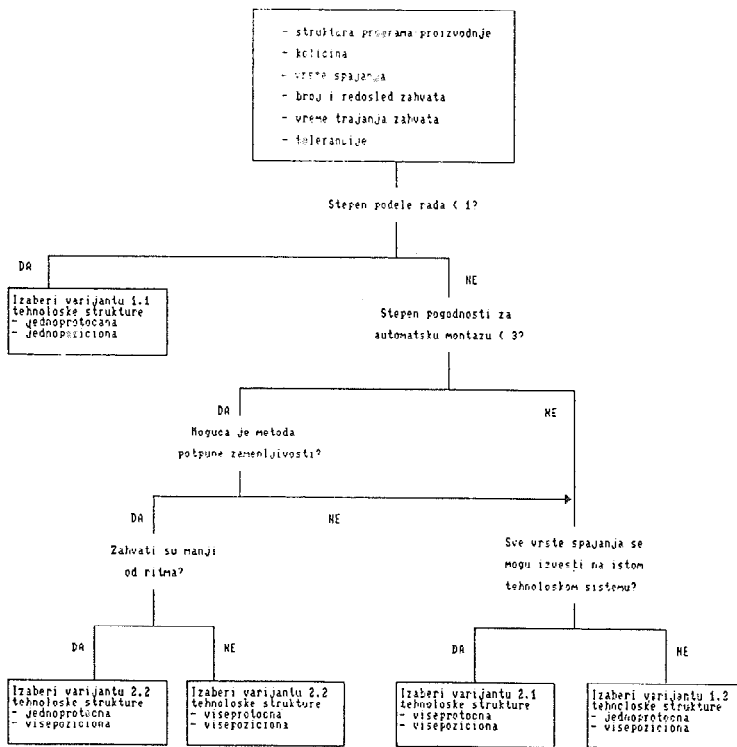 - struktura programa proizvodnje
- kolicina
- vrste spajanja
- broj i redosled zahvata
- vreme trajanja zahvata
- tolerancije
Stepen podele rada < 1?
DA
NE
Izaberi varijantu 1.1
tehnoloske strukture
- jednoprotocna
- jednopoziciona
Stepen pogodnosti za
automatsku montazu < 3?
DA
NE
Moguca je metoda
potpune zamenljivosti?
DA
NE
Zahvati su manji
od ritma?
Sve vrste spajanja se
mogu izvesti na istom
tehnoloskom sistemu?
DA
NE
DA
NE
Izaberi varijantu 2.2
tehnoloske strukture
- jednoprotocna
- visepoziciona
Izaberi varijantu 2.2
tehnoloske strukture
- viseprotocna
- visepoziciona
Izaberi varijantu 2.1
tehnoloske strukture
- viseprotocna
- visepoziciona
Izaberi varijantu 1.2
tehnoloske strukture
- jednoprotocna
- visepoziciona